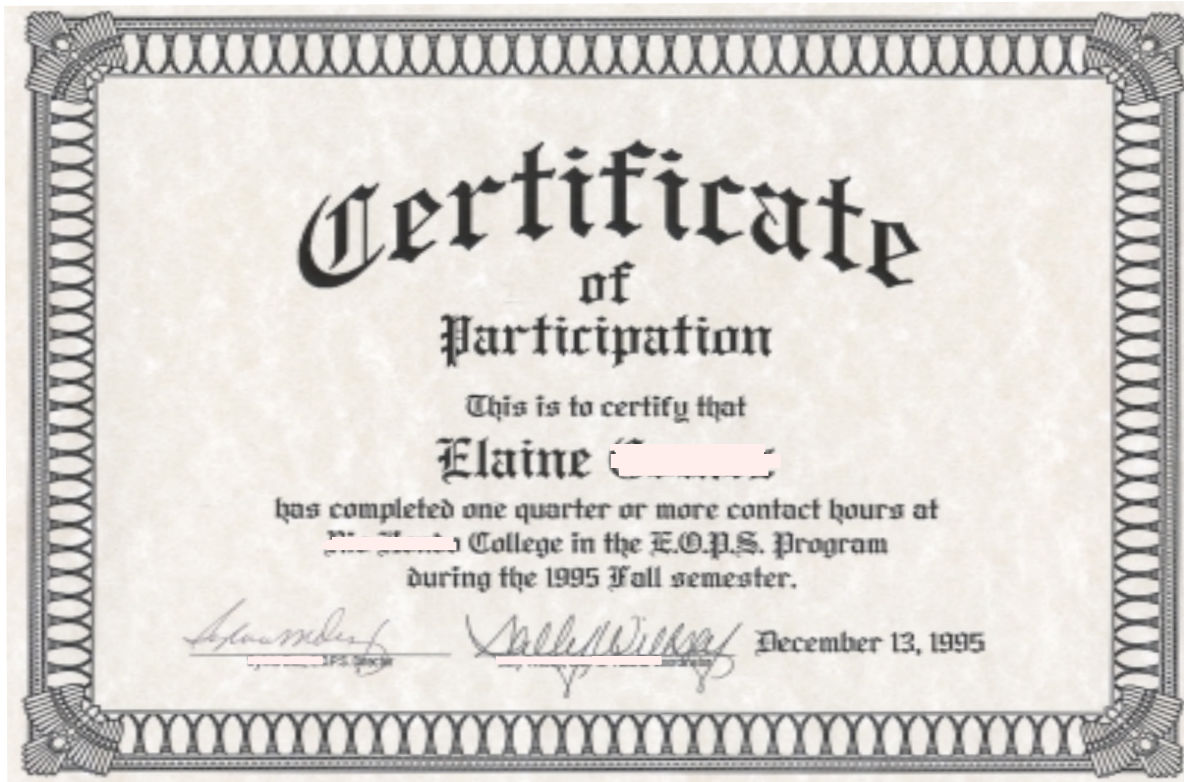 Certificate
of
Participation
This is to certify that
Elaine
has completed one quarter or more contact hours at
College in the E.O.P.S. Program
during the 1995 Fall semester.
December 13, 1995